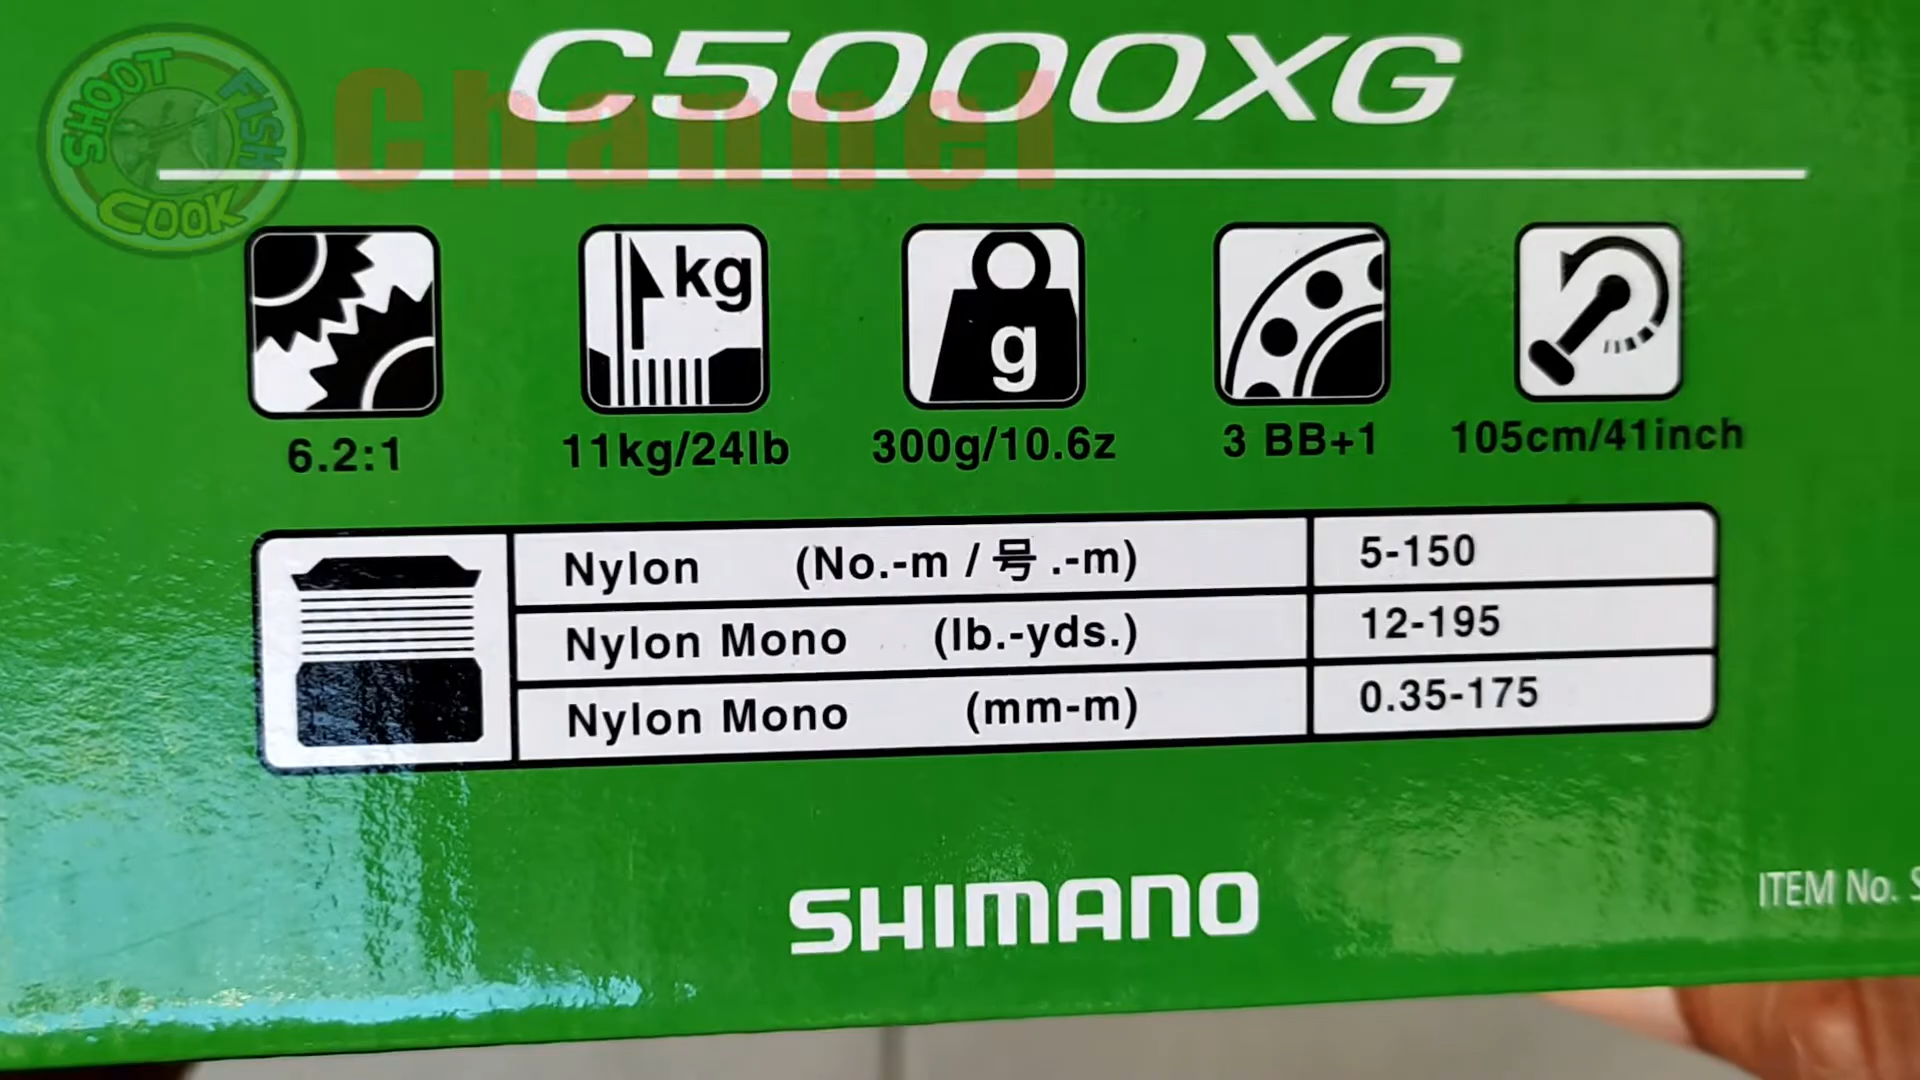 C5000XG
SHOOT FISH COOK
Channel
kg
g
6.2:1
11kg/24lb
300g/10.6z
3 BB+1
105cm/41inch
Nylon (No.-m / 号 .-m) 5-150
Nylon Mono (lb.-yds.) 12-195
Nylon Mono (mm-m) 0.35-175
SHIMANO
ITEM No.